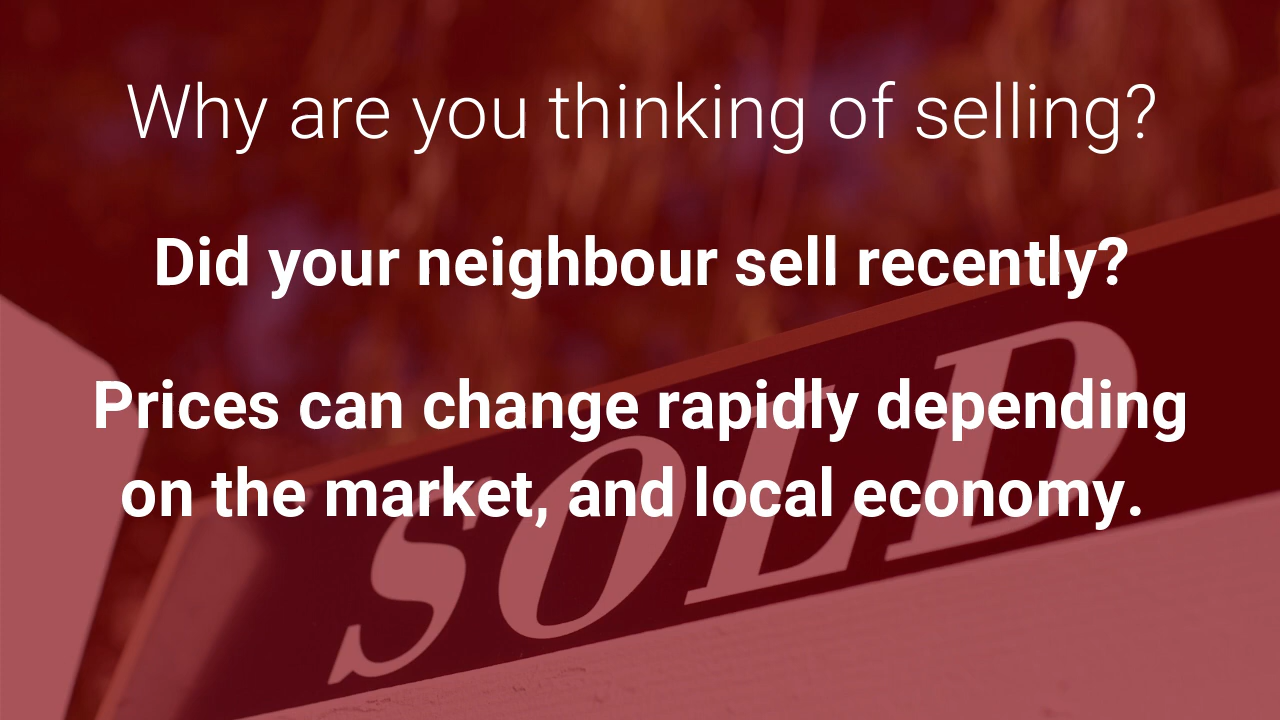 Why are you thinking of selling?
Did your neighbour sell recently?
Prices can change rapidly depending
on the market, and local economy.
SOLD